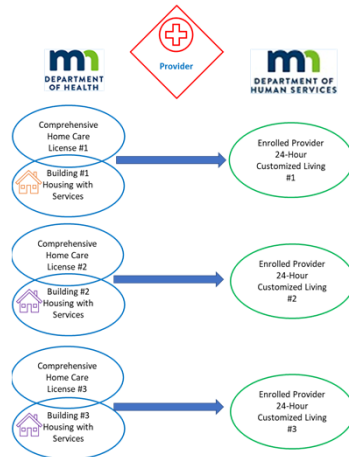 mn
DEPARTMENT
OF HEALTH
Provider
mn
DEPARTMENT OF
HUMAN SERVICES
Comprehensive
Home Care
License #1
Building #1
Housing with
Services
Enrolled Provider
24-Hour
Customized Living
#1
Comprehensive
Home Care
License #2
Building #2
Housing with
Services
Enrolled Provider
24-Hour
Customized Living
#2
Comprehensive
Home Care
License #3
Building #3
Housing with
Services
Enrolled Provider
24-Hour
Customized Living
#3